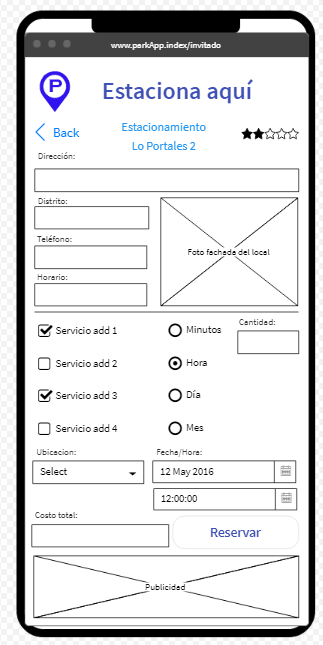 www.parkApp.index/invitado
P
Estaciona aquí
Back
Estacionamiento
Lo Portales 2
Dirección:
Distrito:
Teléfono:
Horario:
Foto fachada del local
Servicio add 1
Servicio add 2
Servicio add 3
Servicio add 4
Minutos
Hora
Día
Mes
Cantidad:
Ubicacion:
Select
Fecha/Hora:
12 May 2016
12:00:00
Costo total:
Reservar
Publicidad